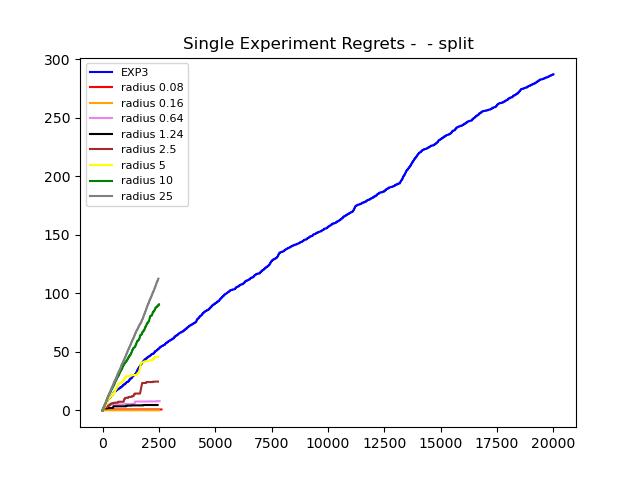 Single Experiment Regrets -  - split
EXP3
radius 0.08
radius 0.16
radius 0.64
radius 1.24
radius 2.5
radius 5
radius 10
radius 25
300
250
200
150
100
50
0
0 2500 5000 7500 10000 12500 15000 17500 20000